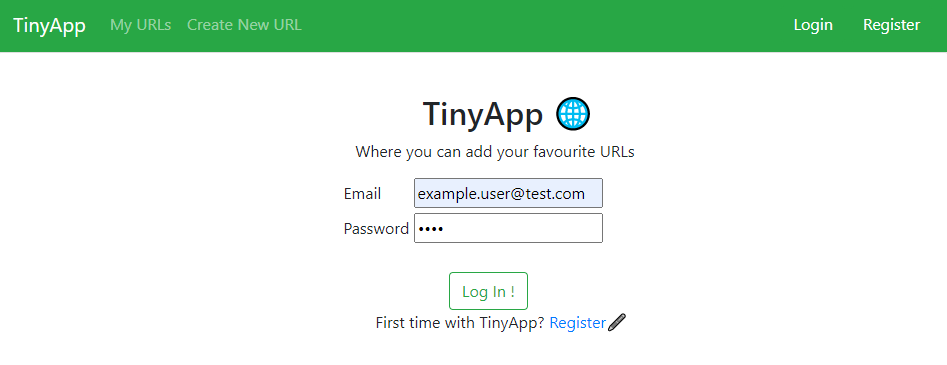 TinyApp My URLs Create New URL Login Register
TinyApp
Where you can add your favourite URLs
Email example.user@test.com
Password ••••
Log In !
First time with TinyApp? Register